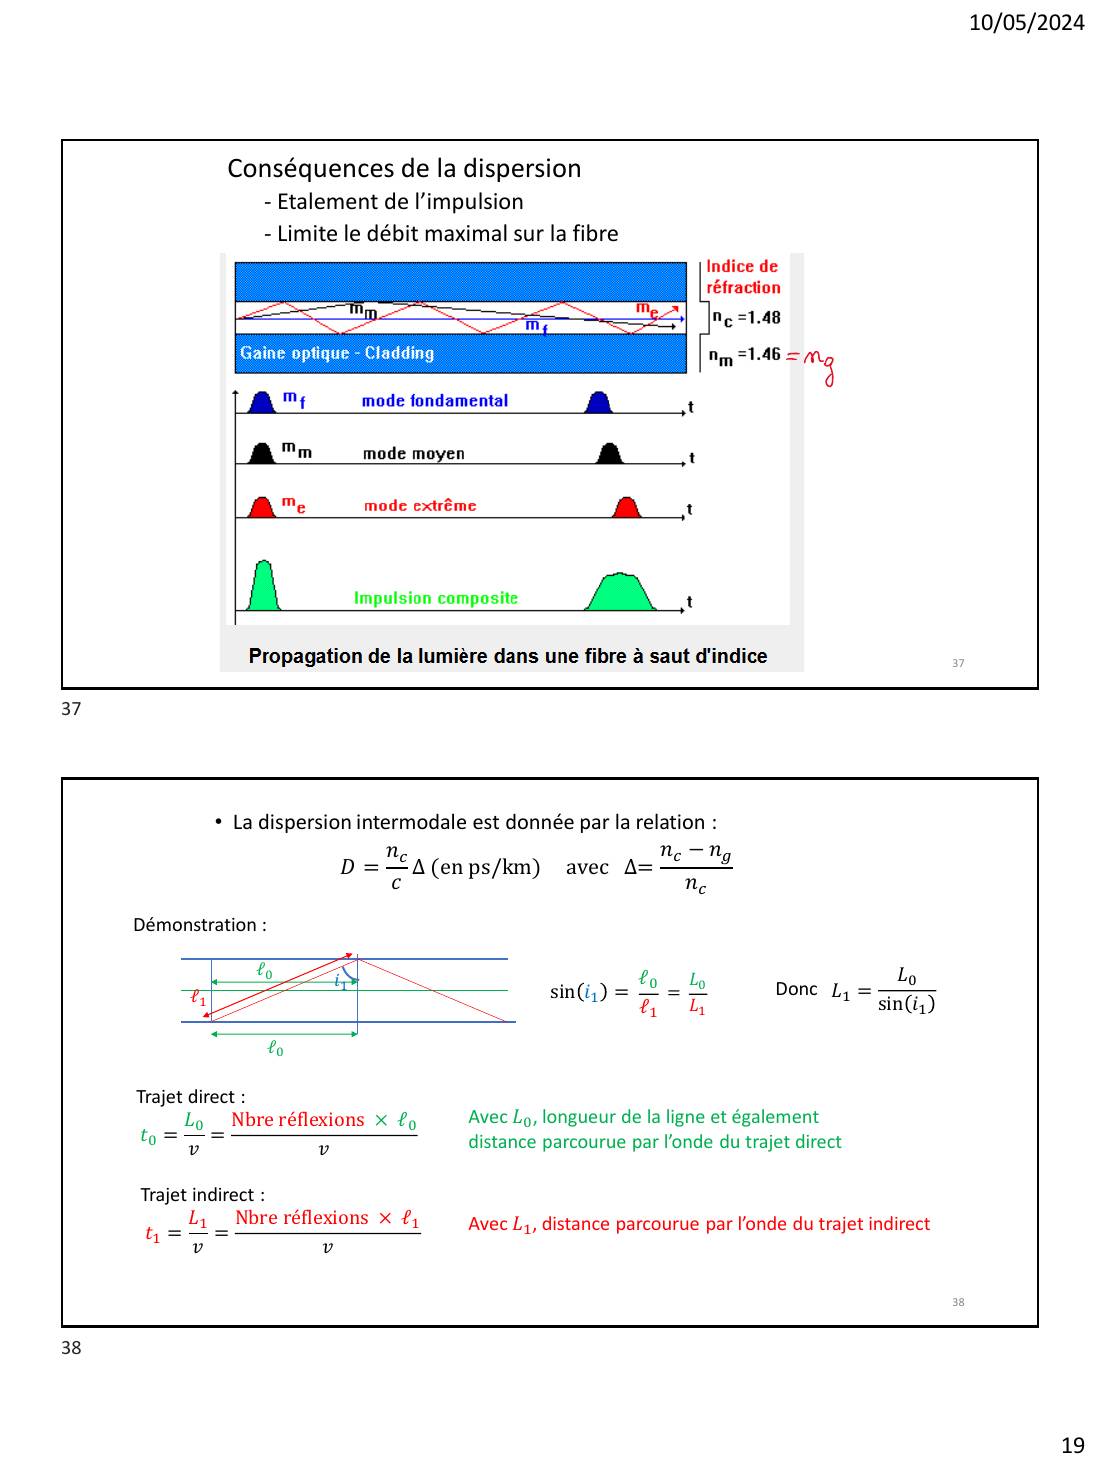 10/05/2024
Conséquences de la dispersion
- Etalement de l'impulsion
- Limite le débit maximal sur la fibre
Indice de
réfraction
m_m
m_e
m_f
n_c =1.48
Gaine optique - Cladding
n_m =1.46 = n_g
m_f mode fondamental t
m_m mode moyen t
m_e mode extrême t
Impulsion composite t
Propagation de la lumière dans une fibre à saut d'indice
37
37
• La dispersion intermodale est donnée par la relation :
D = n_c/c Δ (en ps/km) avec Δ= (n_c − n_g)/n_c
Démonstration :
ℓ_0
i_1
ℓ_1
ℓ_0
sin(i_1) = ℓ_0/ℓ_1 = L_0/L_1 Donc L_1 = L_0/sin(i_1)
Trajet direct :
t_0 = L_0/v = (Nbre réflexions × ℓ_0)/v
Avec L_0, longueur de la ligne et également
distance parcourue par l'onde du trajet direct
Trajet indirect :
t_1 = L_1/v = (Nbre réflexions × ℓ_1)/v
Avec L_1, distance parcourue par l'onde du trajet indirect
38
38
19